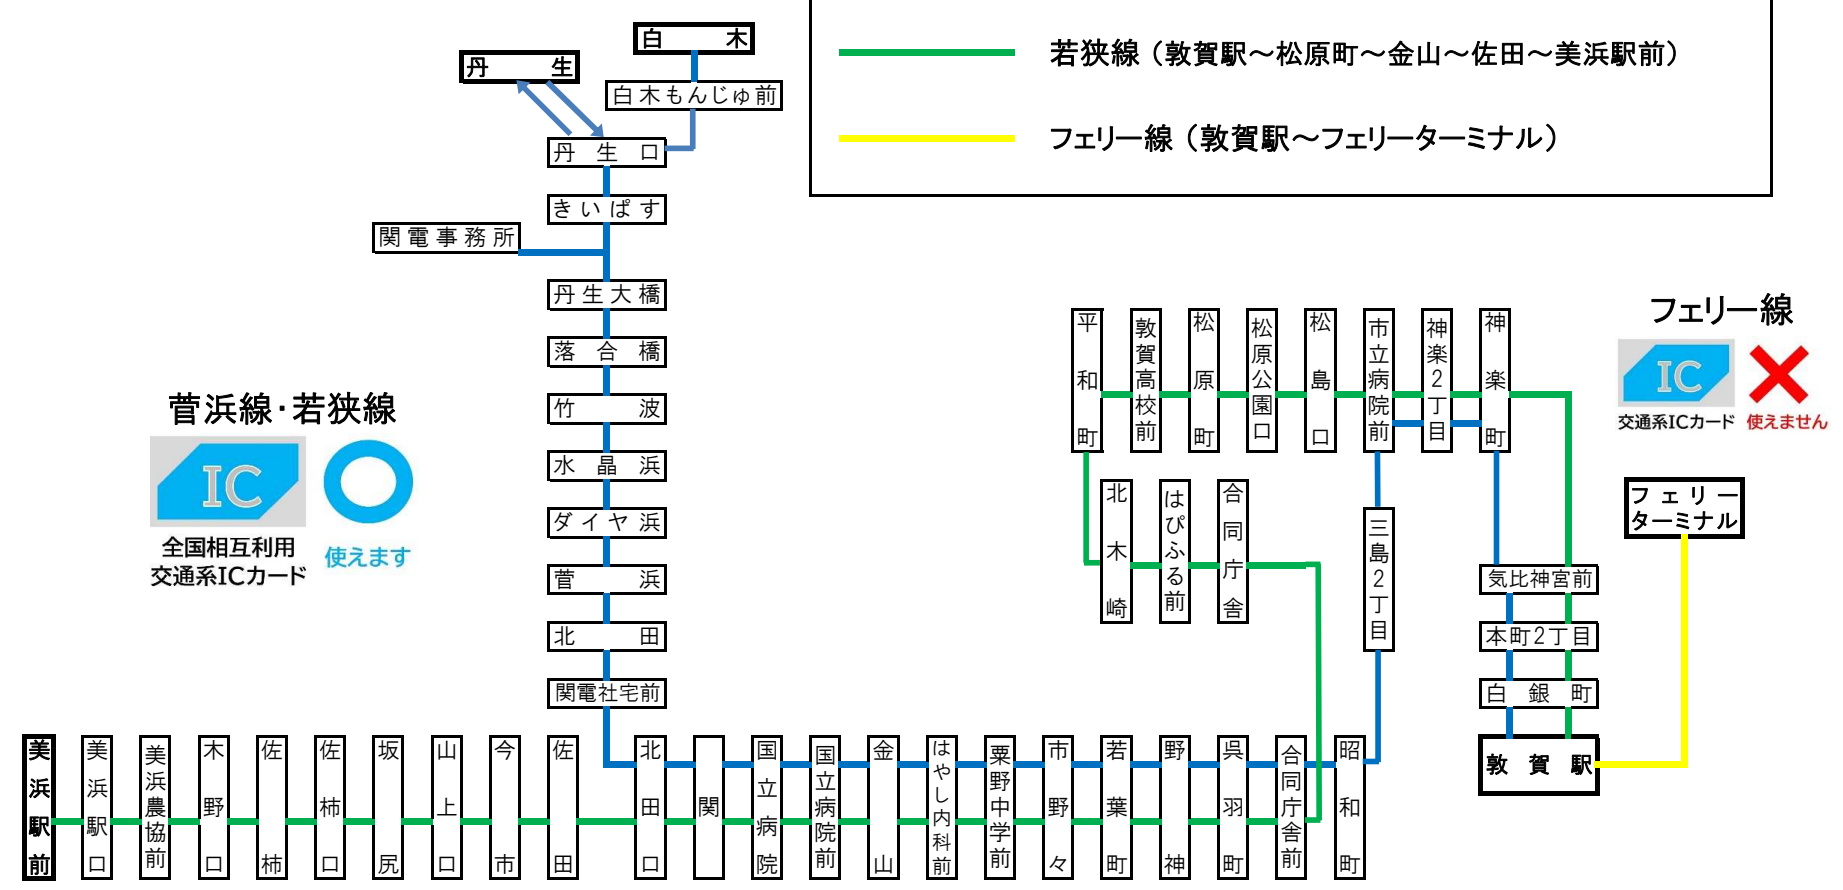 若狭線（敦賀駅～松原町～金山～佐田～美浜駅前）
フェリー線（敦賀駅～フェリーターミナル）
白木
丹生
白木もんじゅ前
丹生口
きいぱす
関電事務所
丹生大橋
落合橋
竹波
水晶浜
ダイヤ浜
菅浜
北田
関電社宅前
菅浜線・若狭線
IC
全国相互利用
交通系ICカード
使えます
フェリー線
IC
交通系ICカード
使えません
平和町
敦賀高校前
松原町
松原公園口
松島口
市立病院前
神楽2丁目
神楽町
北木崎
はぴふる前
合同庁舎
三島2丁目
フェリー
ターミナル
気比神宮前
本町2丁目
白銀町
敦賀駅
美浜駅前
美浜駅口
美浜農協前
木野口
佐柿
佐柿口
坂尻
山上口
今市
佐田
北田口
関
国立病院
国立病院前
金山
はやし内科前
粟野中学前
市野々
若葉町
野神
呉羽町
合同庁舎前
昭和町